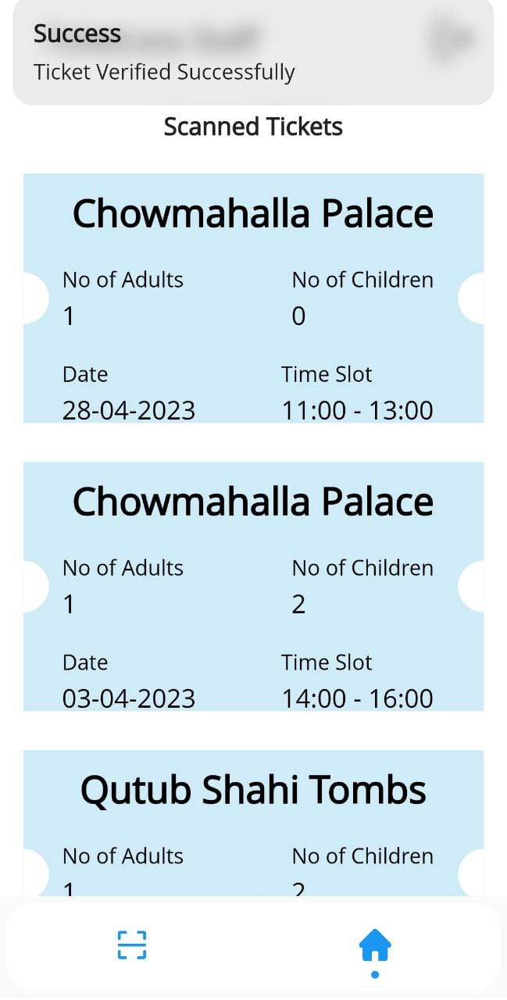 Success
Ticket Verified Successfully
Scanned Tickets
Chowmahalla Palace
No of Adults No of Children
1 0
Date Time Slot
28-04-2023 11:00 - 13:00
Chowmahalla Palace
No of Adults No of Children
1 2
Date Time Slot
03-04-2023 14:00 - 16:00
Qutub Shahi Tombs
No of Adults No of Children
1 2